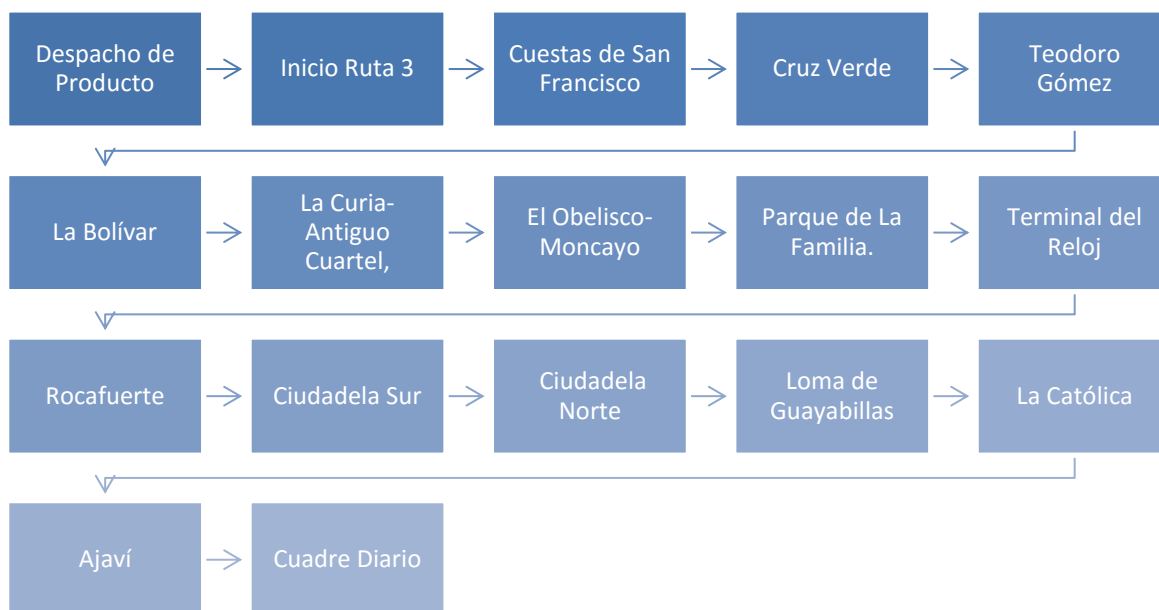 Despacho de
Producto
Inicio Ruta 3
Cuestas de San
Francisco
Cruz Verde
Teodoro
Gómez
La Bolívar
La Curia-
Antiguo
Cuartel,
El Obelisco-
Moncayo
Parque de La
Familia.
Terminal del
Reloj
Rocafuerte
Ciudadela Sur
Ciudadela
Norte
Loma de
Guayabillas
La Católica
Ajaví
Cuadre Diario